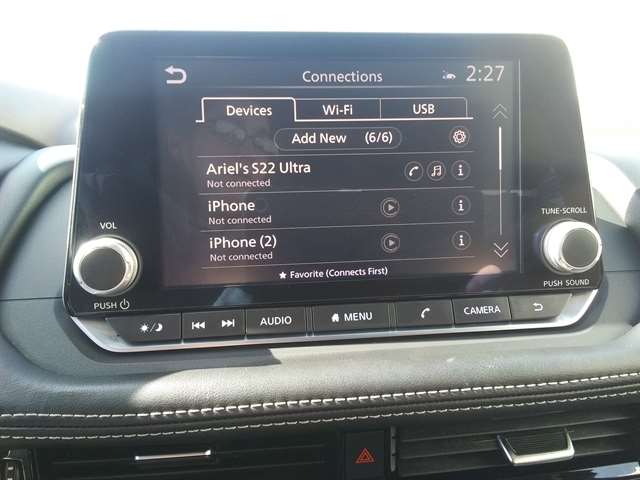 Connections
2:27
Devices
Wi-Fi
USB
Add New (6/6)
Ariel's S22 Ultra
Not connected
i
iPhone
Not connected
i
iPhone (2)
Not connected
i
★ Favorite (Connects First)
VOL
PUSH
TUNE-SCROLL
PUSH SOUND
AUDIO
MENU
CAMERA